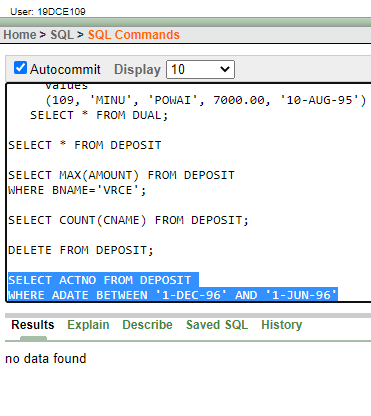 User: 19DCE109
Home > SQL > SQL Commands
Autocommit Display 10
values
(109, 'MINU', 'POWAI', 7000.00, '10-AUG-95')
SELECT * FROM DUAL;
SELECT * FROM DEPOSIT
SELECT MAX(AMOUNT) FROM DEPOSIT
WHERE BNAME='VRCE';
SELECT COUNT(CNAME) FROM DEPOSIT;
DELETE FROM DEPOSIT;
SELECT ACTNO FROM DEPOSIT
WHERE ADATE BETWEEN '1-DEC-96' AND '1-JUN-96'
Results Explain Describe Saved SQL History
no data found